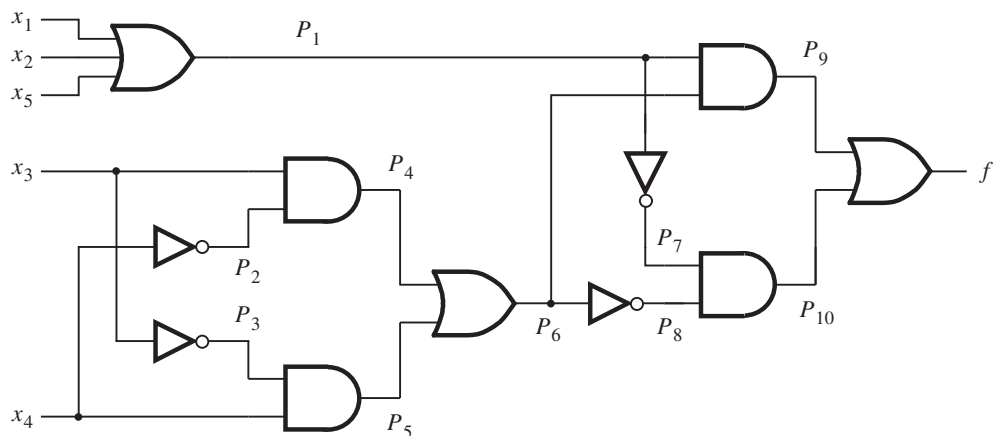 x₁
P₁
x₂
P₉
x₅
x₃
P₄
f
P₇
P₂
P₃
P₆
P₈
P₁₀
x₄
P₅